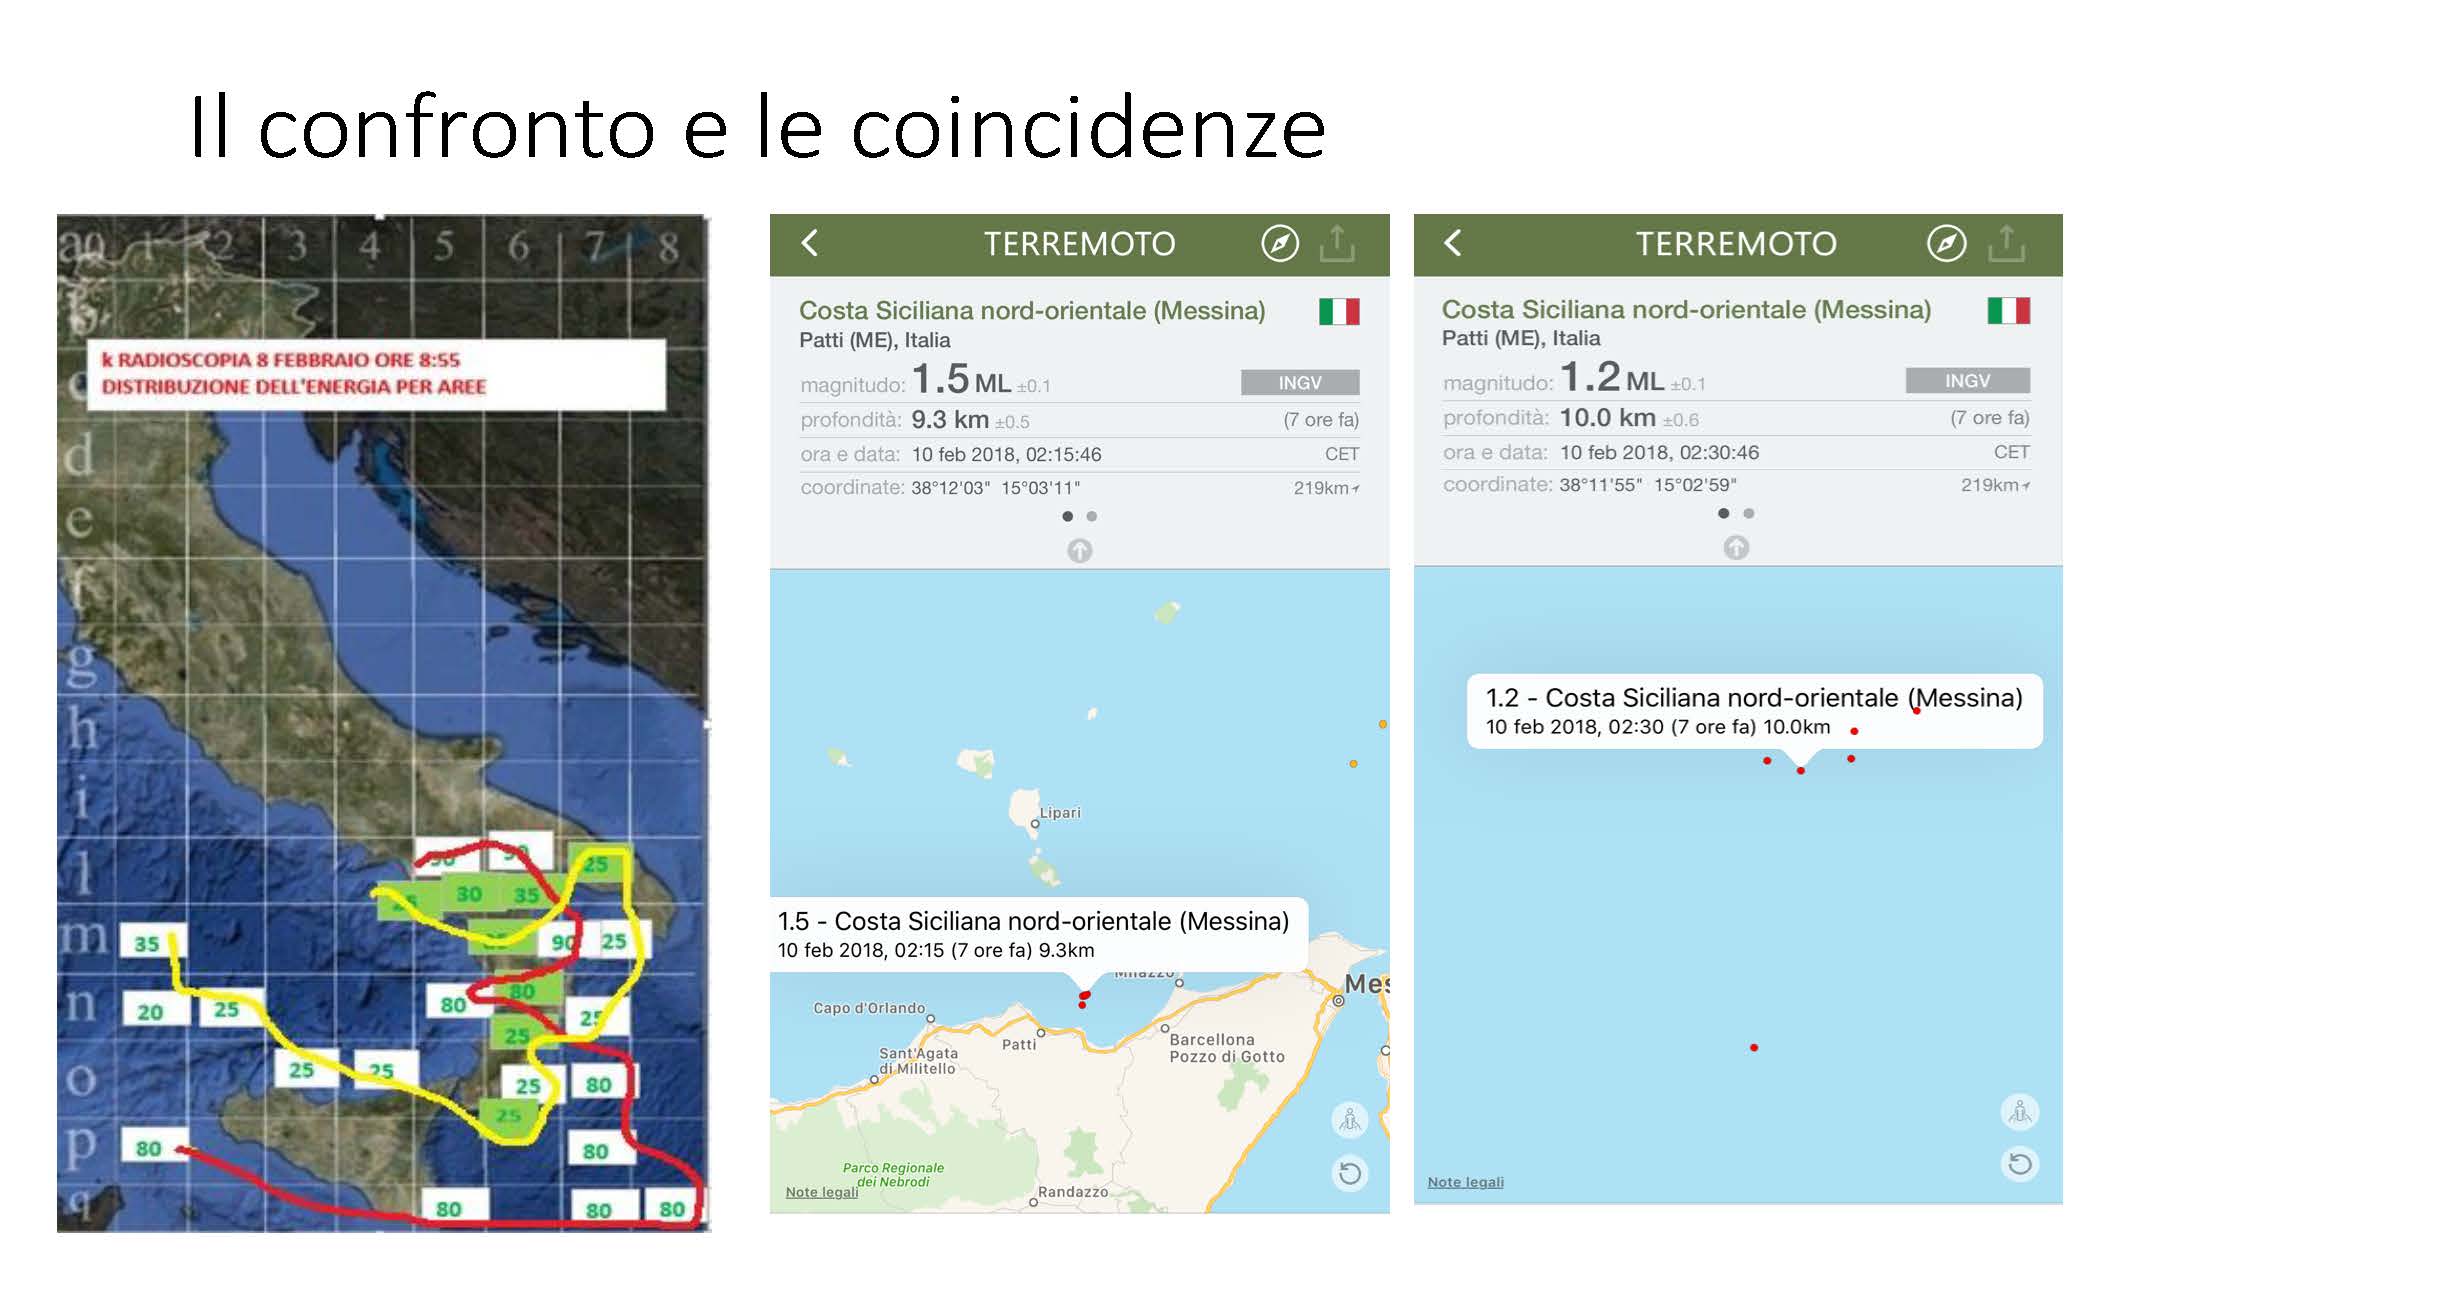 Il confronto e le coincidenze
a0 1 2 3 4 5 6 7 8
b
k RADIOSCOPIA 8 FEBBRAIO ORE 8:55
c
DISTRIBUZIONE DELL'ENERGIA PER AREE
d
e
f
g
h
i
l
25
30 35
m 35 90 25
n 20 25 80 80 25
25
o 25 25 25 80
25
p 80 80
q 80 80 80
TERREMOTO
Costa Siciliana nord-orientale (Messina)
Patti (ME), Italia
magnitudo: 1.5 ML ±0.1 INGV
profondità: 9.3 km ±0.5 (7 ore fa)
ora e data: 10 feb 2018, 02:15:46 CET
coordinate: 38°12'03" 15°03'11" 219km
Lipari
1.5 - Costa Siciliana nord-orientale (Messina)
10 feb 2018, 02:15 (7 ore fa) 9.3km
Milazzo
Mes
Capo d'Orlando
Patti
Barcellona
Pozzo di Gotto
Sant'Agata
di Militello
Parco Regionale
dei Nebrodi
Note legali
Randazzo
TERREMOTO
Costa Siciliana nord-orientale (Messina)
Patti (ME), Italia
magnitudo: 1.2 ML ±0.1 INGV
profondità: 10.0 km ±0.6 (7 ore fa)
ora e data: 10 feb 2018, 02:30:46 CET
coordinate: 38°11'55" 15°02'59" 219km
1.2 - Costa Siciliana nord-orientale (Messina)
10 feb 2018, 02:30 (7 ore fa) 10.0km
Note legali